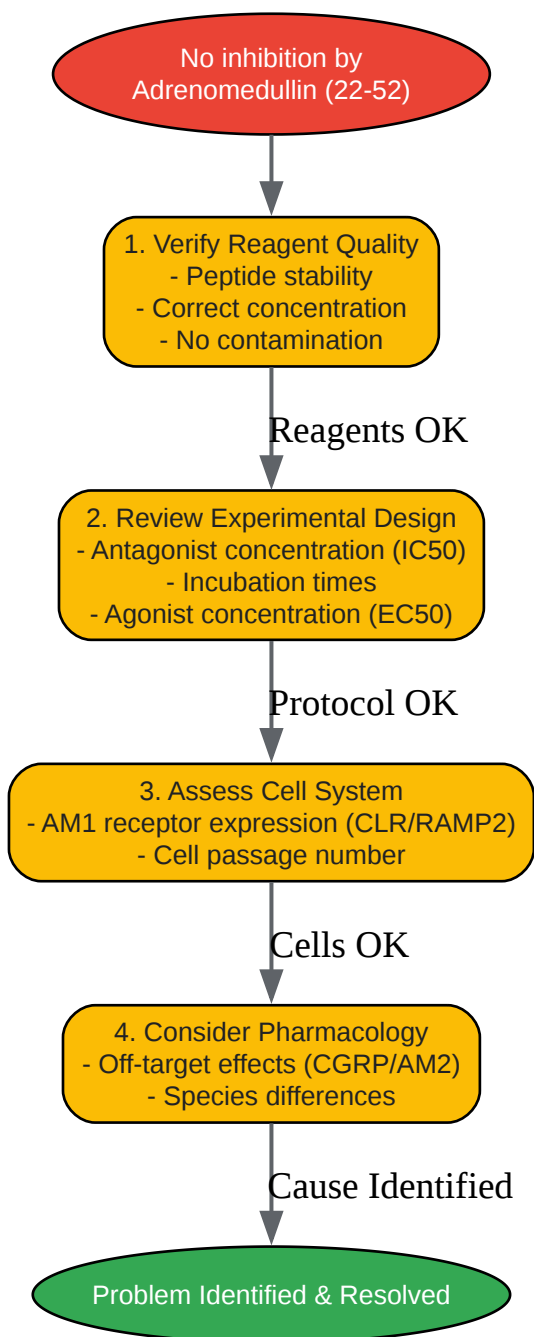 No inhibition by
Adrenomedullin (22-52)
1. Verify Reagent Quality
- Peptide stability
- Correct concentration
- No contamination
Reagents OK
2. Review Experimental Design
- Antagonist concentration (IC50)
- Incubation times
- Agonist concentration (EC50)
Protocol OK
3. Assess Cell System
- AM1 receptor expression (CLR/RAMP2)
- Cell passage number
Cells OK
4. Consider Pharmacology
- Off-target effects (CGRP/AM2)
- Species differences
Cause Identified
Problem Identified & Resolved